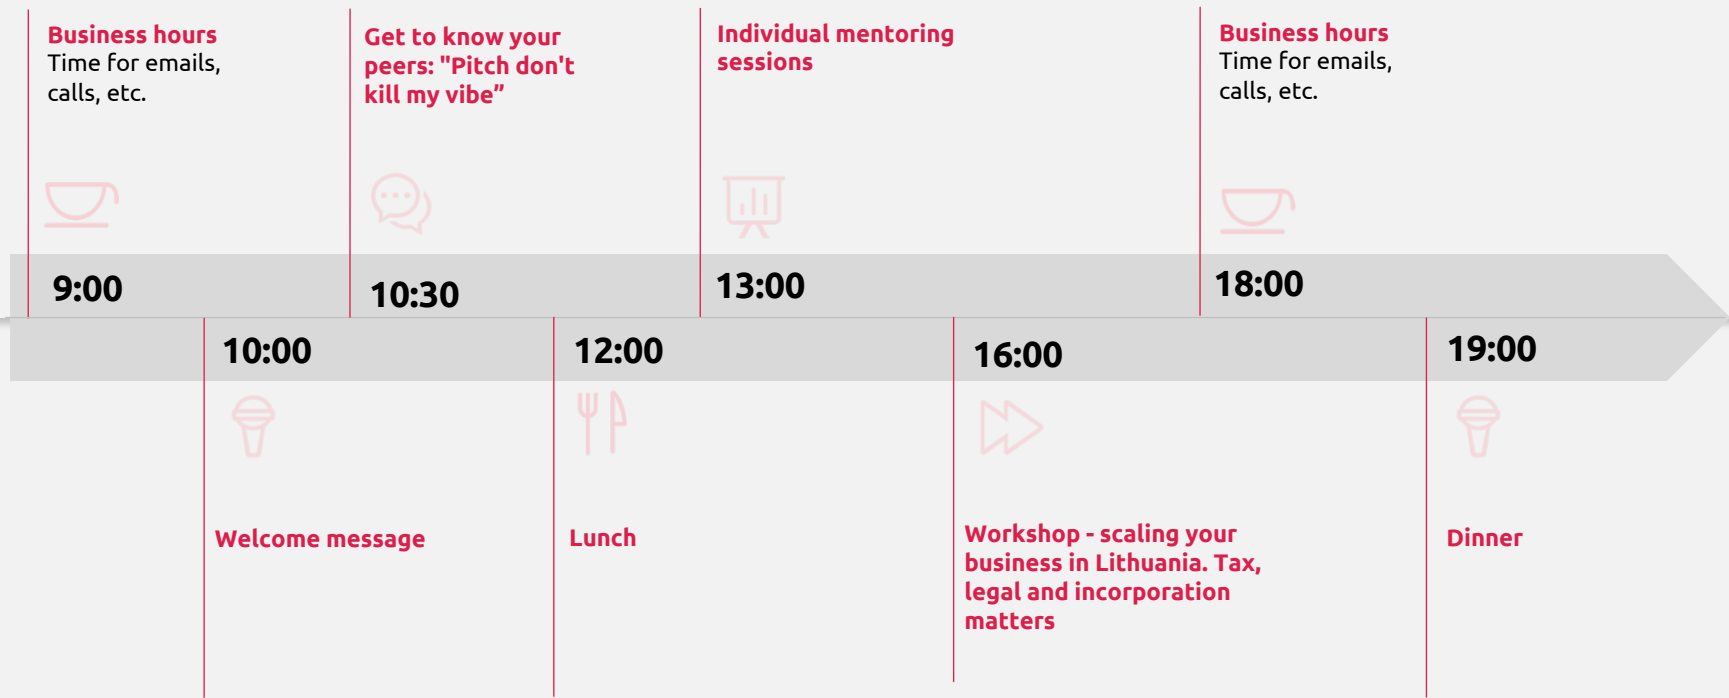 Business hours
Time for emails,
calls, etc.
Get to know your
peers: "Pitch don't
kill my vibe”
Individual mentoring
sessions
Business hours
Time for emails,
calls, etc.
9:00
10:30
13:00
18:00
10:00
12:00
16:00
19:00
Welcome message
Lunch
Workshop - scaling your
business in Lithuania. Tax,
legal and incorporation
matters
Dinner